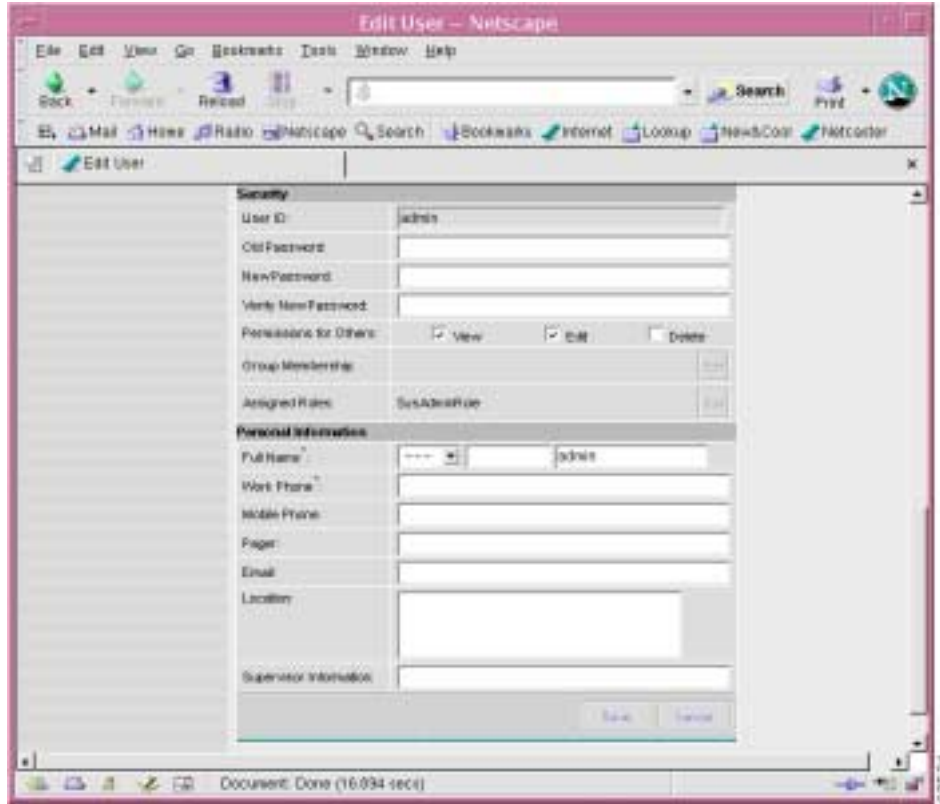 Edit User – Netscape
File Edit View Go Bookmarks Tools Window Help
Back Forward Reload Stop Search Print N
Mail Home Radio Netscape Search Bookmarks Internet Lookup New&Cool Netcaster
Edit User
Security
User ID: admin
Old Password:
New Password:
Verify New Password:
Permissions for Others: View Edit Delete
Group Membership:
Assigned Roles: SysAdminRole
Personal Information
Full Name*: --- admin
Work Phone*:
Mobile Phone:
Pager:
Email:
Location:
Supervisor Information:
Save Cancel
Document: Done (16.894 secs)